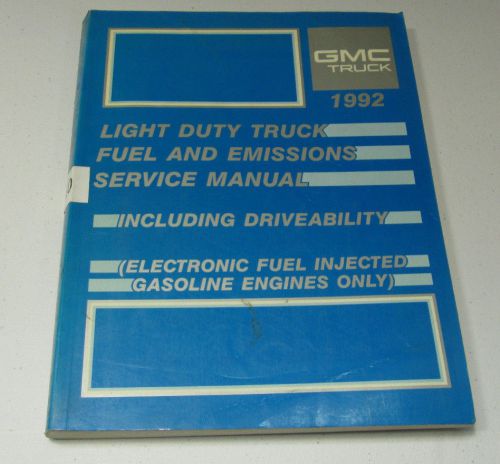 GMC
TRUCK
1992
LIGHT DUTY TRUCK
FUEL AND EMISSIONS
SERVICE MANUAL
INCLUDING DRIVEABILITY
(ELECTRONIC FUEL INJECTED
GASOLINE ENGINES ONLY)